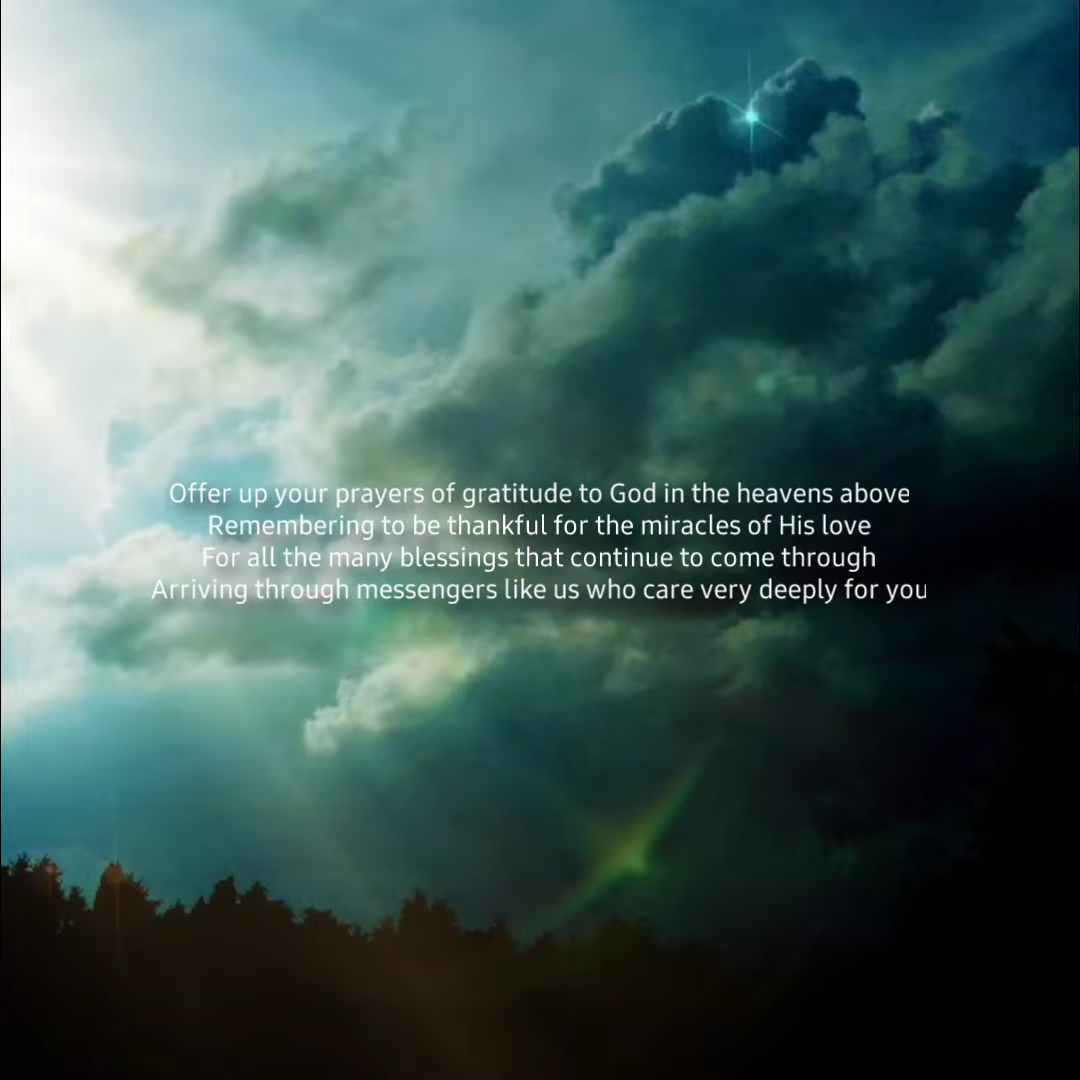 Offer up your prayers of gratitude to God in the heavens above
Remembering to be thankful for the miracles of His love
For all the many blessings that continue to come through
Arriving through messengers like us who care very deeply for you